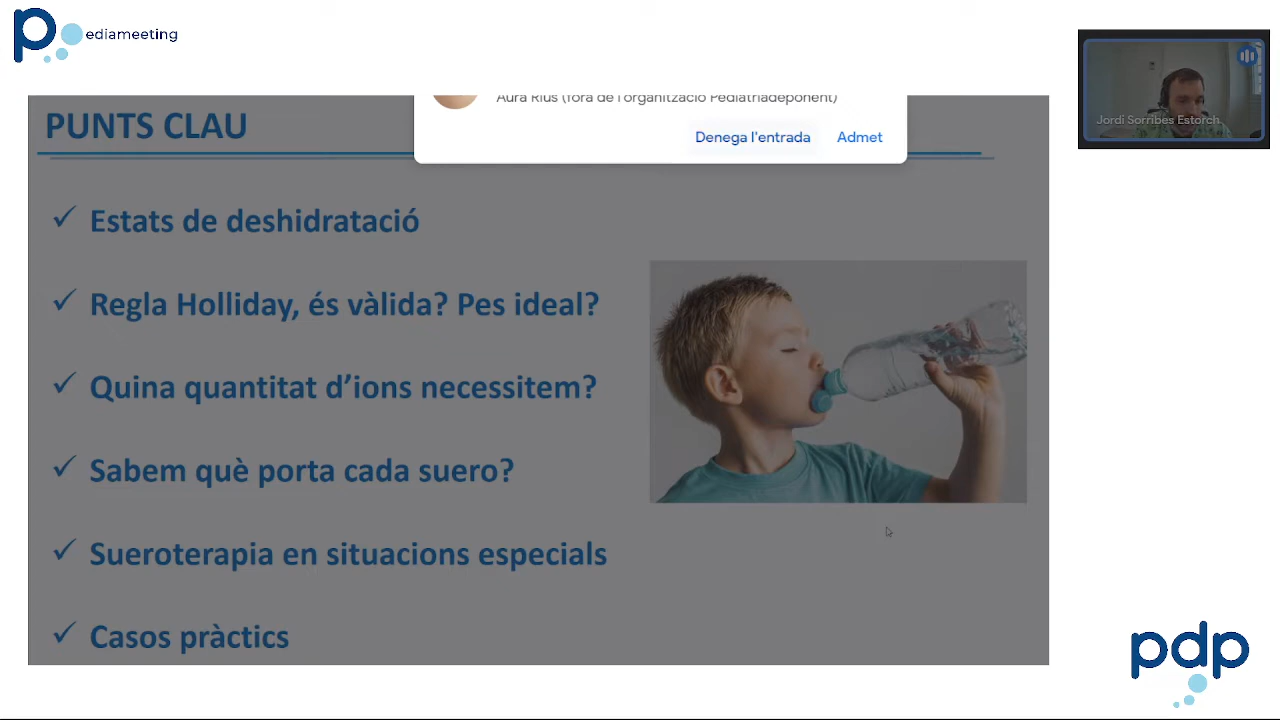 pediameeting
Aura Rius (fora de l'organització Pediatriadeponent)
Denega l'entrada
Admet
Jordi Sorribes Estorch
PUNTS CLAU
✓ Estats de deshidratació
✓ Regla Holliday, és vàlida? Pes ideal?
✓ Quina quantitat d'ions necessitem?
✓ Sabem què porta cada suero?
✓ Sueroterapia en situacions especials
✓ Casos pràctics
pdp